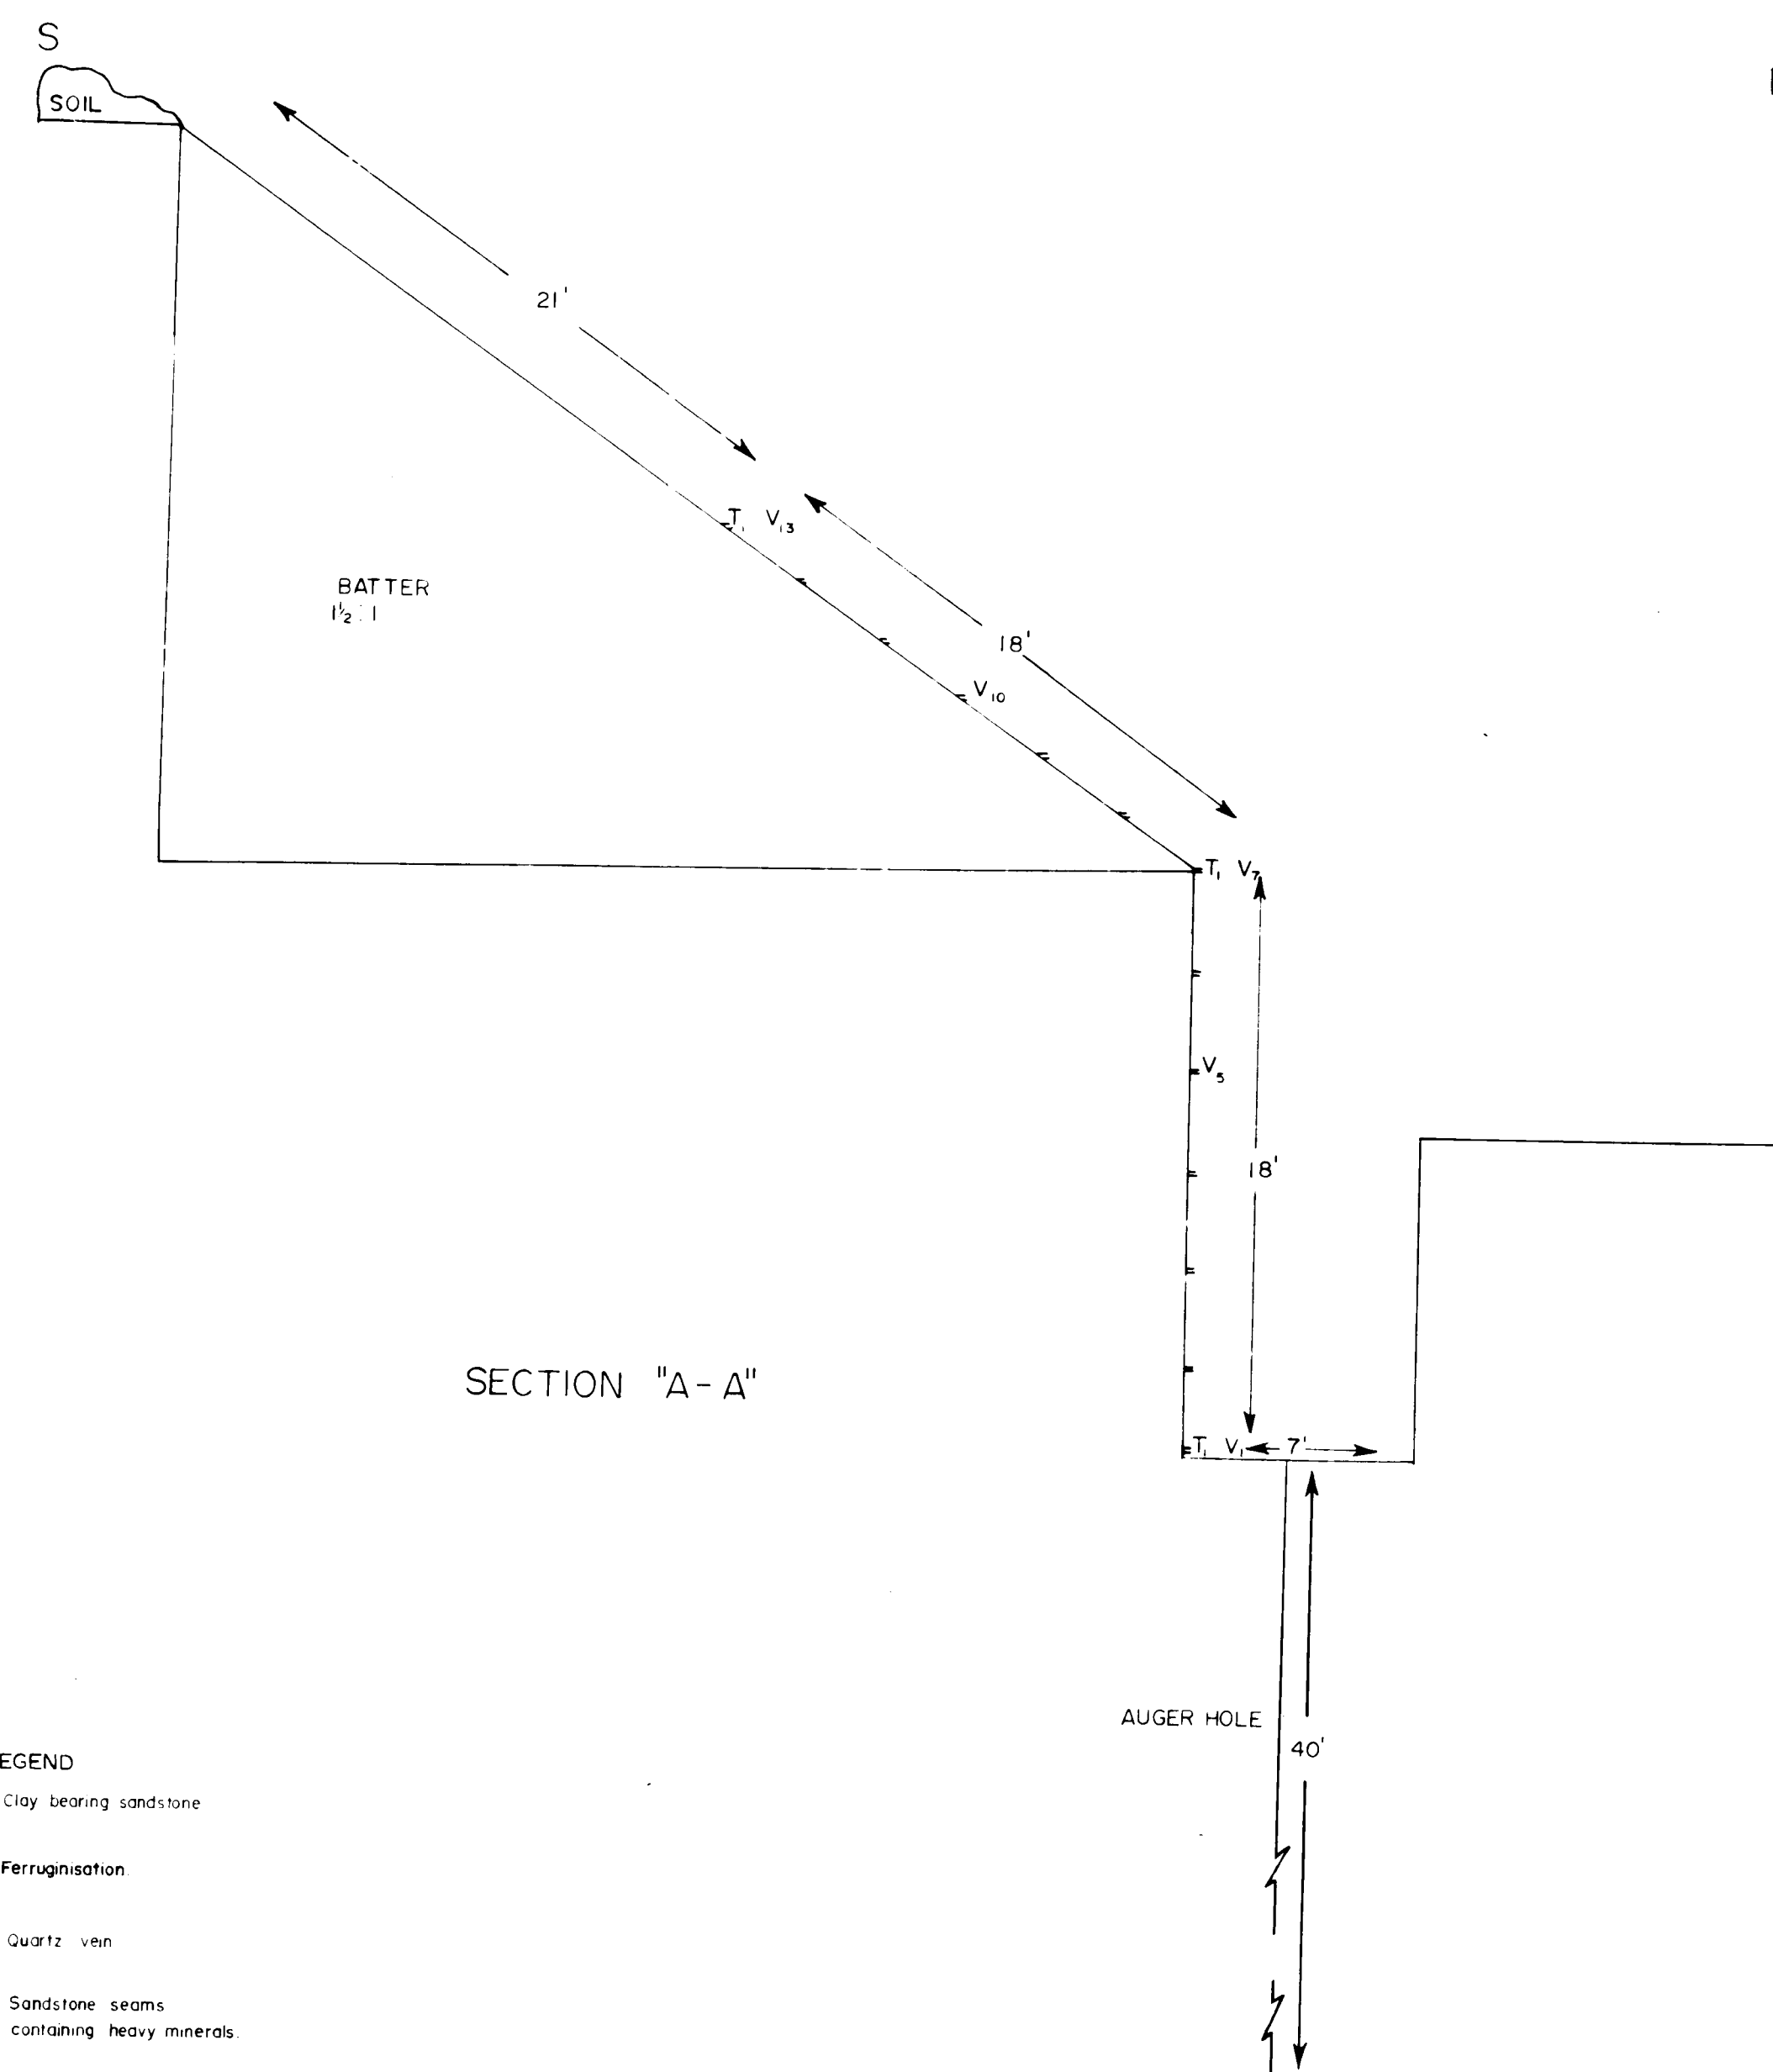 S
SOIL
21'
T₁ V₁₃
BATTER
1½ : 1
18'
V₁₀
T₁ V₇
V₅
18'
SECTION "A - A"
T₁ V₁ 7'
AUGER HOLE
40'
EGEND
Clay bearing sandstone
Ferruginisation.
Quartz vein
Sandstone seams
containing heavy minerals.